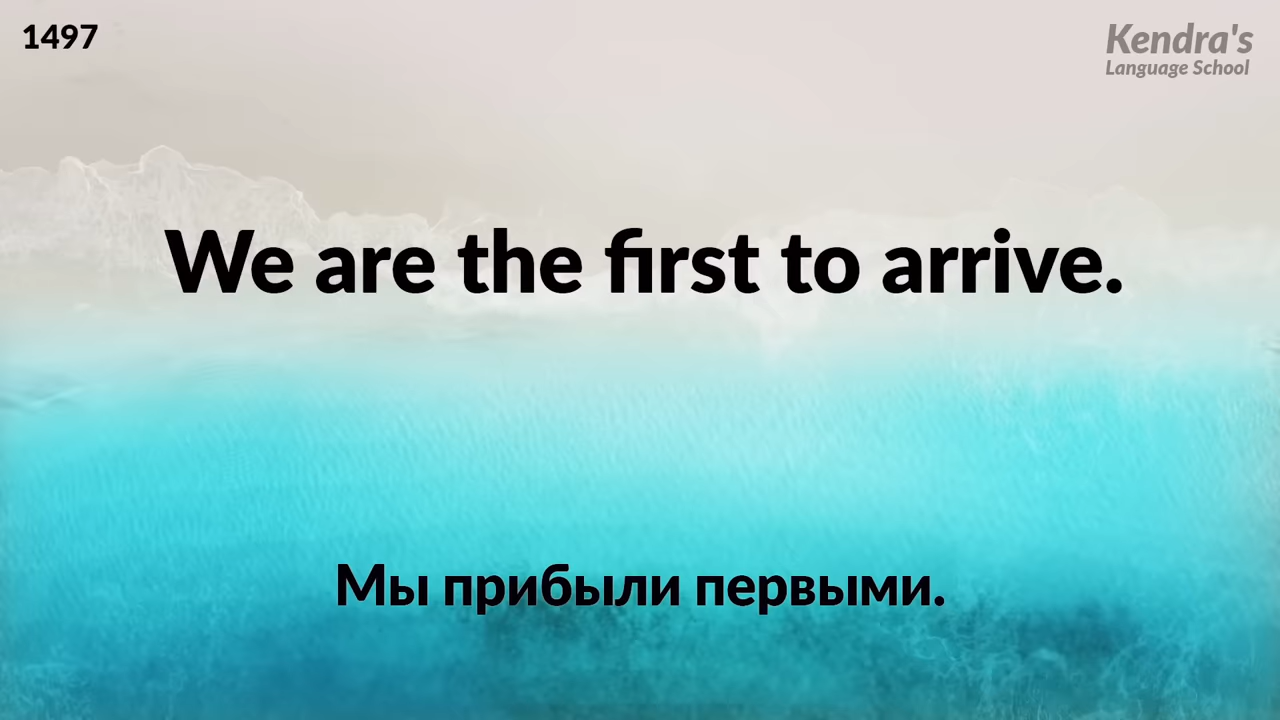 1497
Kendra's
Language School
We are the first to arrive.
Мы прибыли первыми.